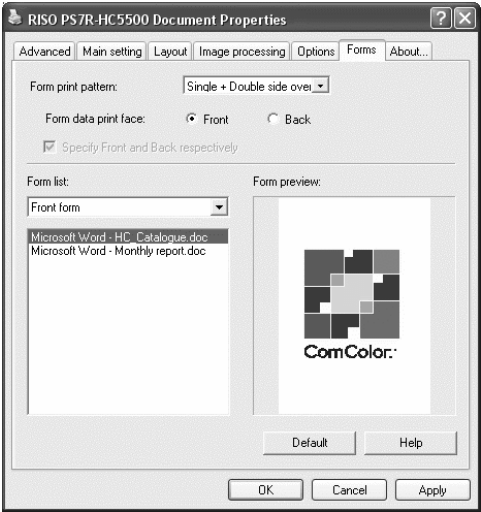 RISO PS7R-HC5500 Document Properties
Advanced Main setting Layout Image processing Options Forms About...
Form print pattern: Single + Double side over
Form data print face: Front Back
Specify Front and Back respectively
Form list: Form preview:
Front form
Microsoft Word - HC_Catalogue.doc
Microsoft Word - Monthly report.doc
ComColor.
Default Help
OK Cancel Apply